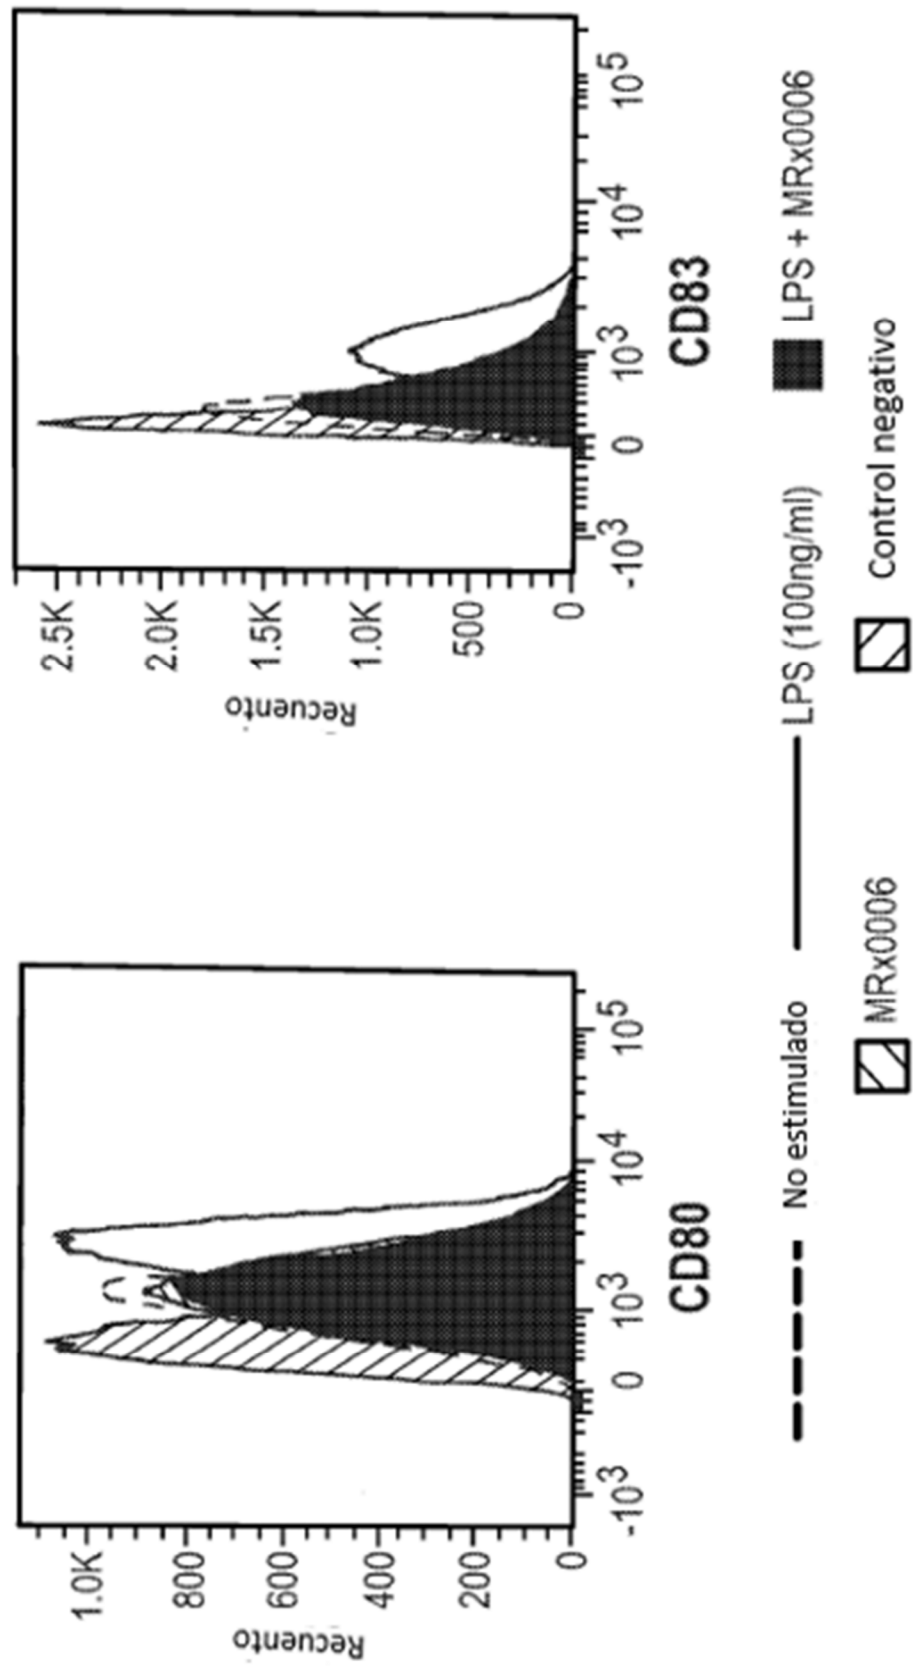 Recuento
1.0K
800
600
400
200
0
-10³ 0 10³ 10⁴ 10⁵
CD80
Recuento
2.5K
2.0K
1.5K
1.0K
500
0
-10³ 0 10³ 10⁴ 10⁵
CD83
No estimulado LPS (100ng/ml) LPS + MRx0006
MRx0006 Control negativo